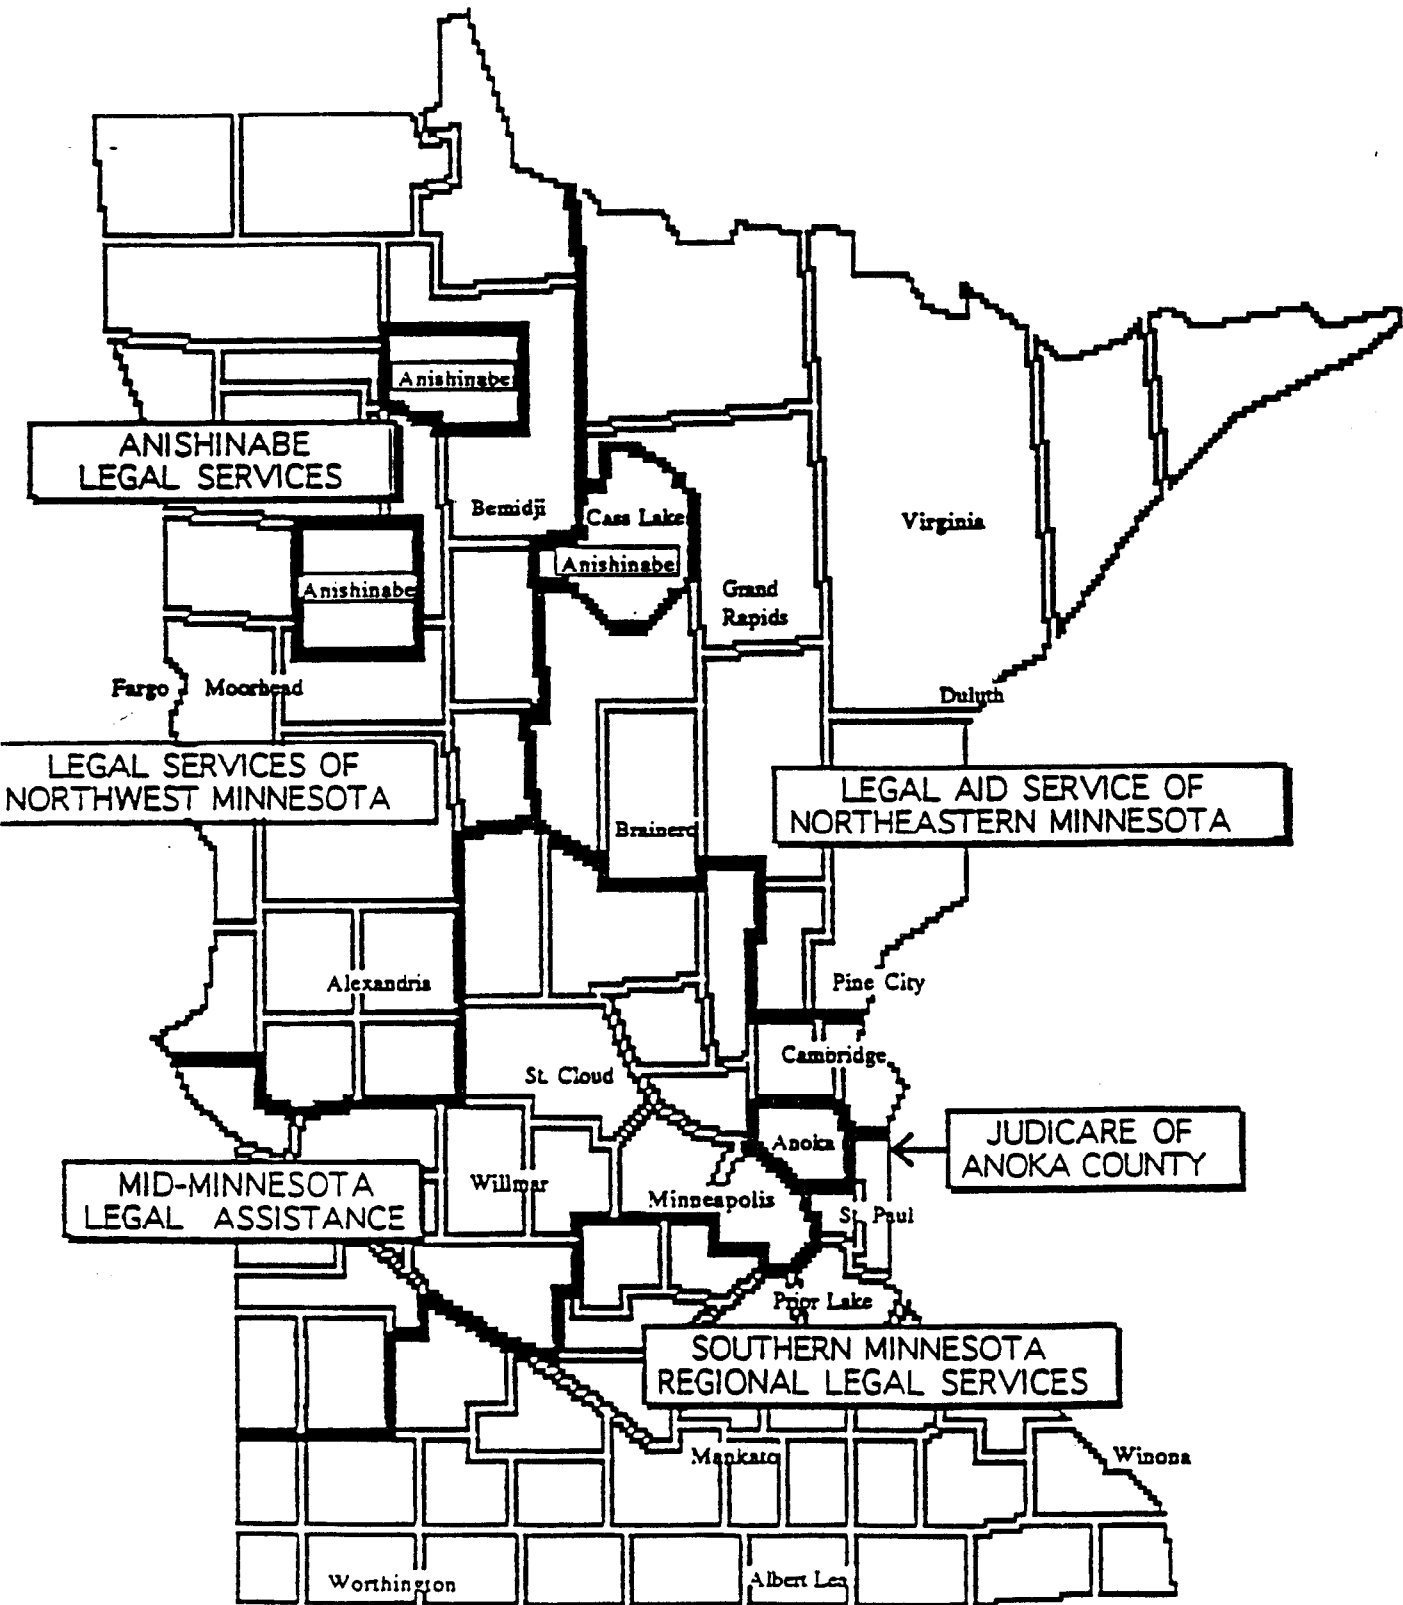 Anishinabe
ANISHINABE
LEGAL SERVICES
Bemidji
Cass Lake
Virginia
Anishinabe
Anishinabe
Grand
Rapids
Fargo
Moorhead
Duluth
LEGAL SERVICES OF
NORTHWEST MINNESOTA
LEGAL AID SERVICE OF
NORTHEASTERN MINNESOTA
Brainerd
Alexandria
Pine City
Cambridge
St. Cloud
Anoka
JUDICARE OF
ANOKA COUNTY
MID-MINNESOTA
LEGAL ASSISTANCE
Willmar
Minneapolis
St. Paul
Prior Lake
SOUTHERN MINNESOTA
REGIONAL LEGAL SERVICES
Mankato
Winona
Worthington
Albert Lea